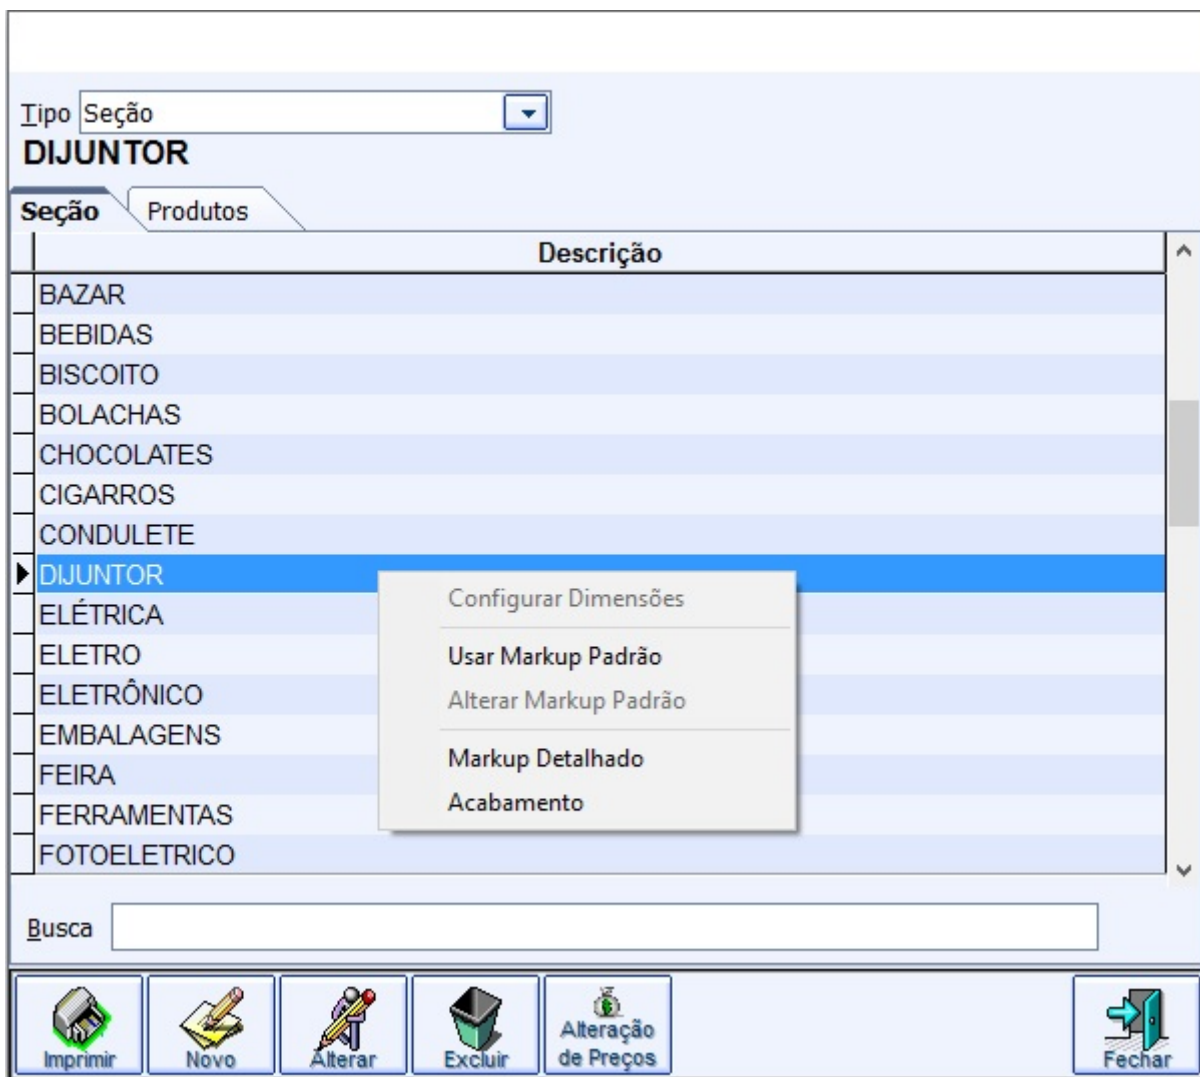 Tipo Seção
DIJUNTOR
Seção Produtos
Descrição
BAZAR
BEBIDAS
BISCOITO
BOLACHAS
CHOCOLATES
CIGARROS
CONDULETE
DIJUNTOR
ELÉTRICA
ELETRO
ELETRÔNICO
EMBALAGENS
FEIRA
FERRAMENTAS
FOTOELETRICO
Configurar Dimensões
Usar Markup Padrão
Alterar Markup Padrão
Markup Detalhado
Acabamento
Busca
Imprimir
Novo
Alterar
Excluir
Alteração
de Preços
Fechar